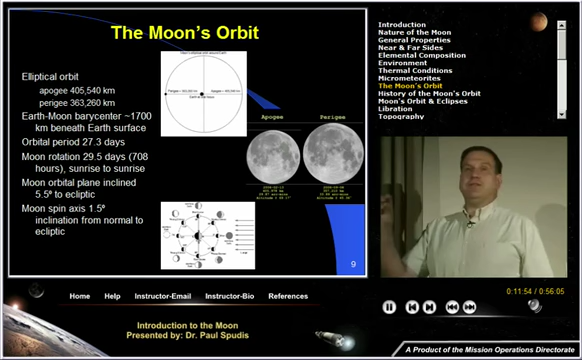 The Moon's Orbit
Elliptical orbit
apogee 405,540 km
perigee 363,260 km
Earth-Moon barycenter ~1700
km beneath Earth surface
Orbital period 27.3 days
Moon rotation 29.5 days (708
hours), sunrise to sunrise
Moon orbital plane inclined
5.5º to ecliptic
Moon spin axis 1.5º
inclination from normal to
ecliptic
Apogee
Perigee
9
Introduction
Nature of the Moon
General Properties
Near & Far Sides
Elemental Composition
Environment
Thermal Conditions
Micrometeorites
The Moon's Orbit
History of the Moon's Orbit
Moon's Orbit & Eclipses
Libration
Topography
0:11:54 / 0:56:05
Home
Help
Instructor-Email
Instructor-Bio
References
Introduction to the Moon
Presented by: Dr. Paul Spudis
A Product of the Mission Operations Directorate